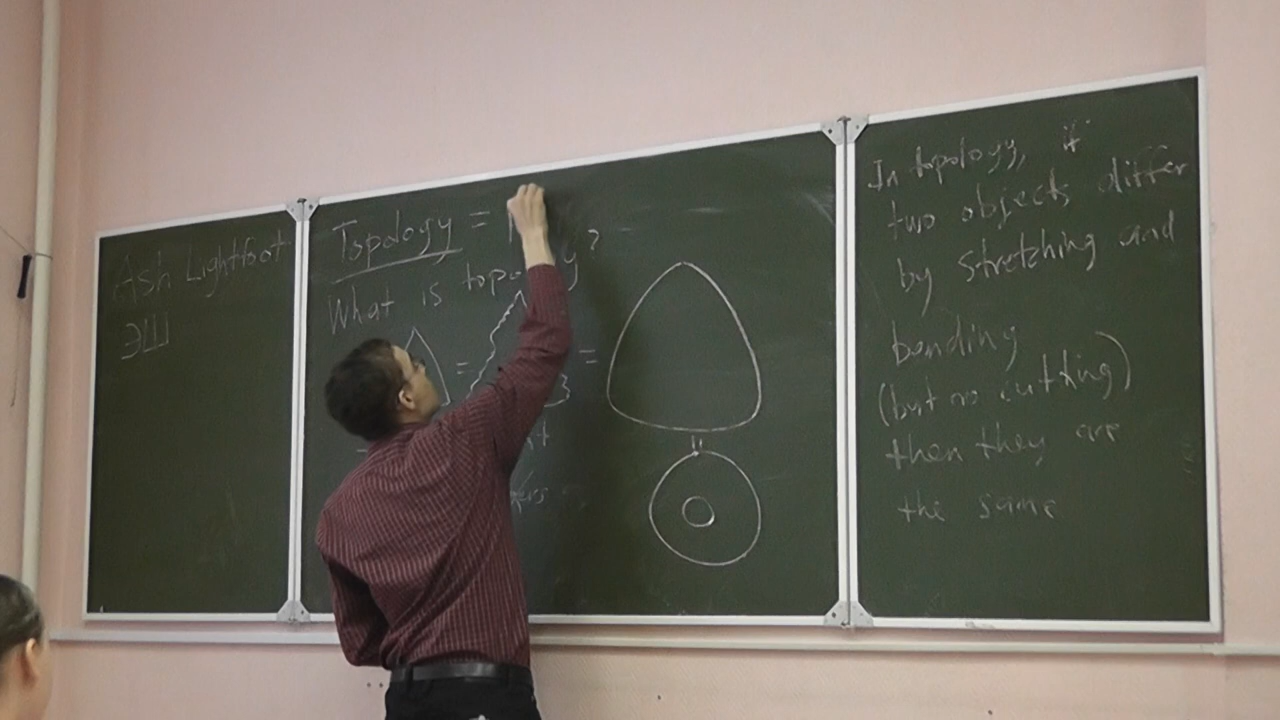 Ash Lightfoot
ЭШ
Topology =
What is topology?
=
=
In topology, if
two objects differ
by stretching and
bending
(but no cutting)
then they are
the same